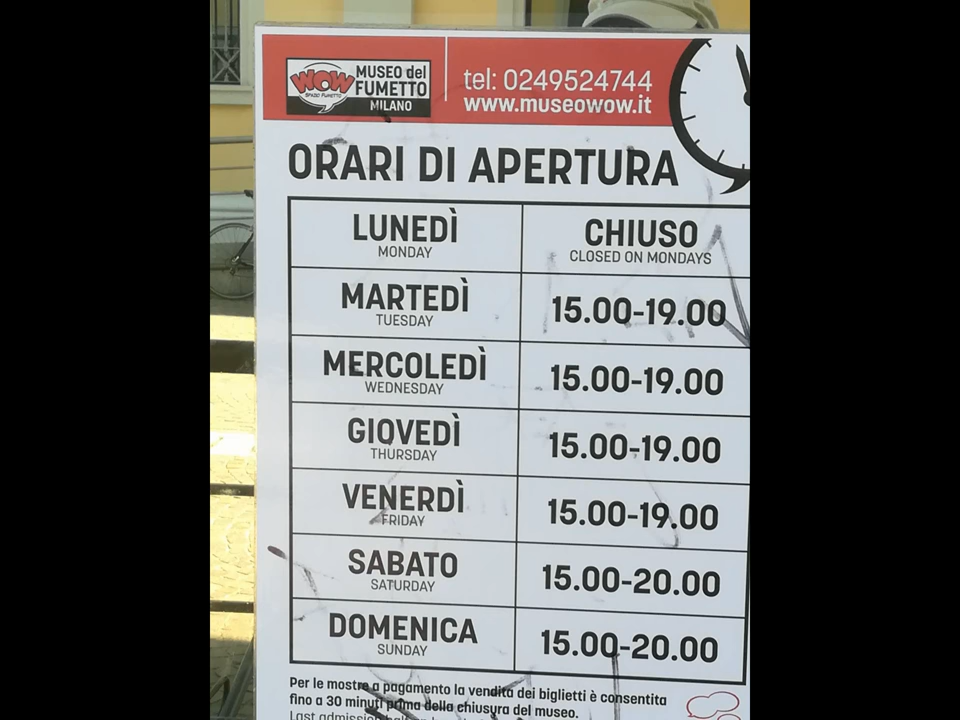 WOW
SPAZIO FUMETTO
MUSEO del
FUMETTO
MILANO
tel: 0249524744
www.museowow.it
ORARI DI APERTURA
LUNEDÌ
MONDAY
CHIUSO
CLOSED ON MONDAYS
MARTEDÌ
TUESDAY
15.00-19.00
MERCOLEDÌ
WEDNESDAY
15.00-19.00
GIOVEDÌ
THURSDAY
15.00-19.00
VENERDÌ
FRIDAY
15.00-19.00
SABATO
SATURDAY
15.00-20.00
DOMENICA
SUNDAY
15.00-20.00
Per le mostre a pagamento la vendita dei biglietti è consentita
fino a 30 minuti prima della chiusura del museo.
Last admission half an